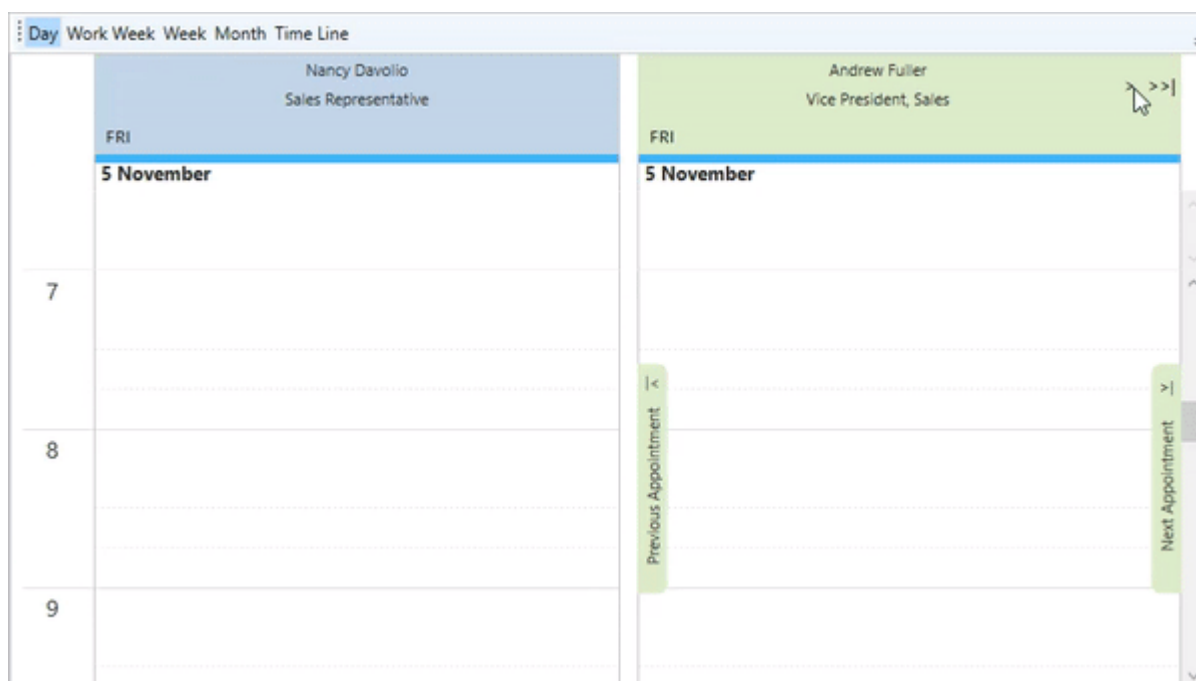 Day Work Week Week Month Time Line
Nancy Davolio
Sales Representative
FRI
5 November
Andrew Fuller
Vice President, Sales
> >>|
FRI
5 November
7
8
9
|< Previous Appointment
Next Appointment >|